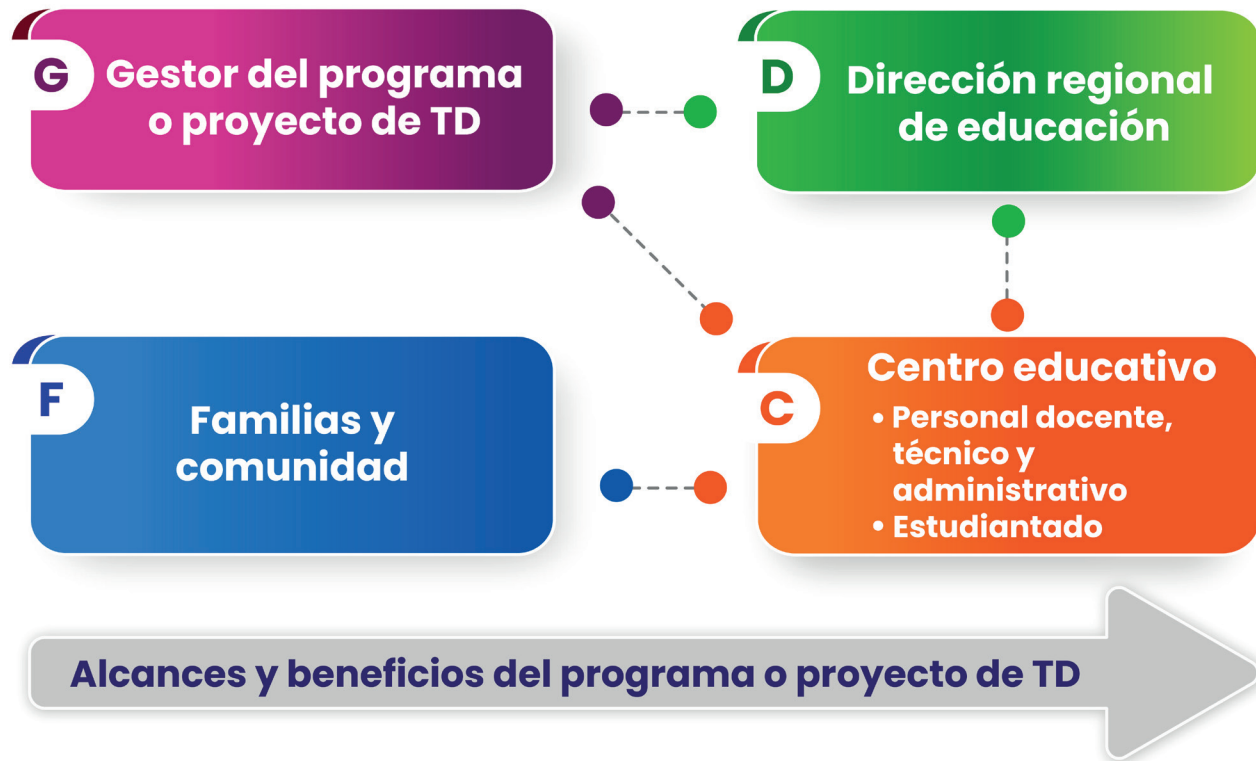 G
Gestor del programa
o proyecto de TD
D
Dirección regional
de educación
F
Familias y
comunidad
C
Centro educativo
• Personal docente,
técnico y
administrativo
• Estudiantado
Alcances y beneficios del programa o proyecto de TD